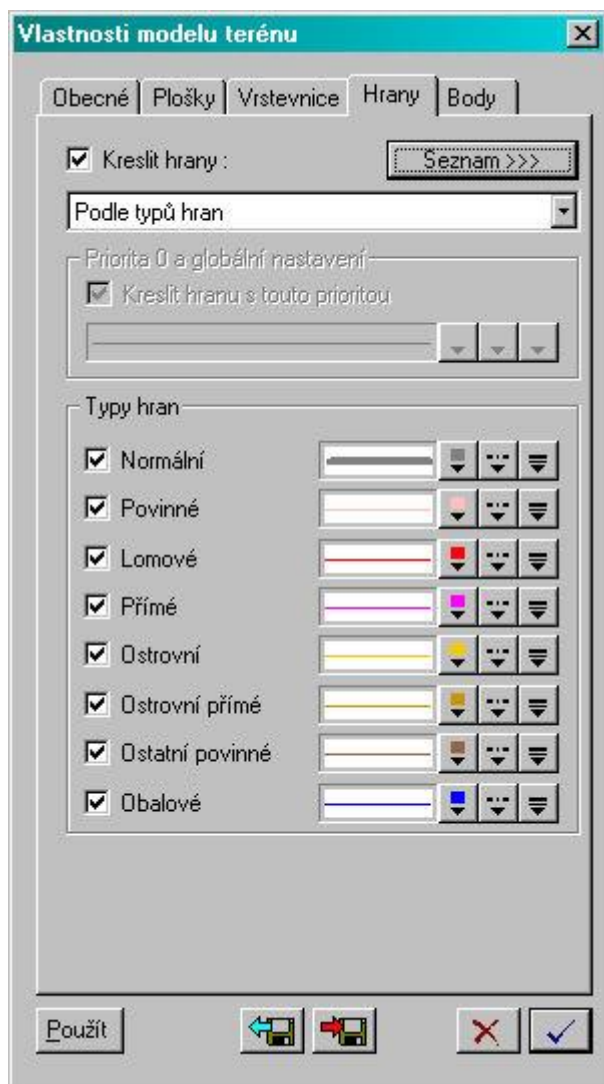 Vlastnosti modelu terénu
Obecné Plošky Vrstevnice Hrany Body
Kreslit hrany : Seznam >>>
Podle typů hran
Priorita 0 a globální nastavení
Kreslit hranu s touto prioritou
Typy hran
Normální
Povinné
Lomové
Přímé
Ostrovní
Ostrovní přímé
Ostatní povinné
Obalové
Použít